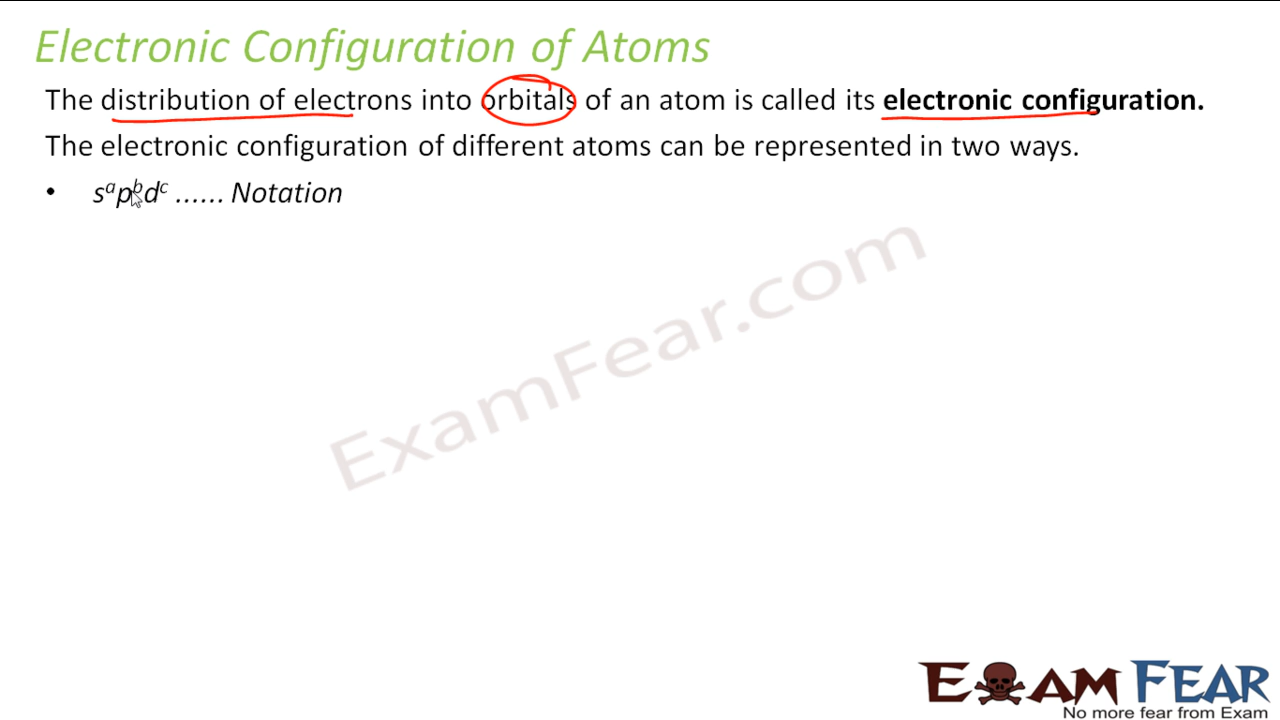 Electronic Configuration of Atoms
The distribution of electrons into orbitals of an atom is called its electronic configuration.
The electronic configuration of different atoms can be represented in two ways.
• sᵃpᵇdᶜ ...... Notation
ExamFear.com
EXAM FEAR
No more fear from Exam